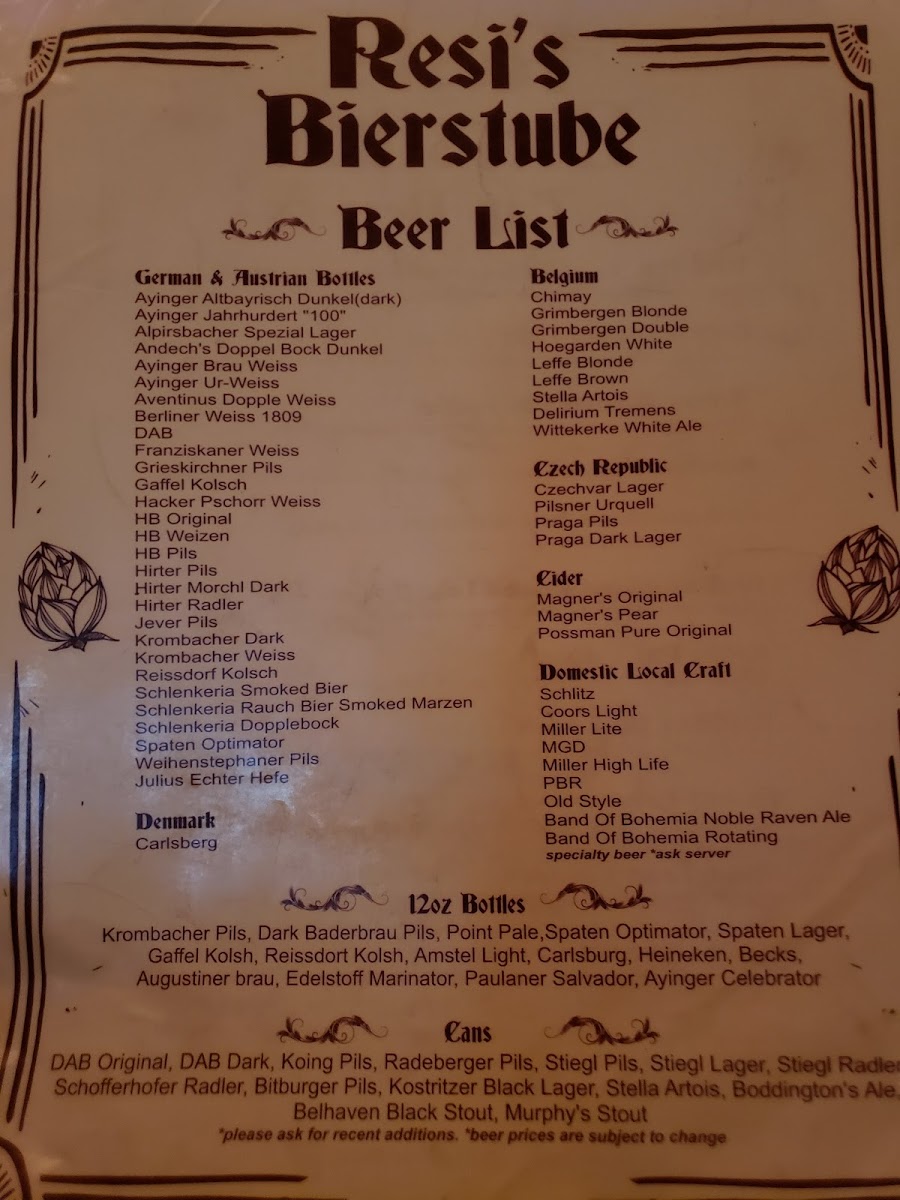 Resi's
Bierstube
Beer List
German & Austrian Bottles
Ayinger Altbayrisch Dunkel(dark)
Ayinger Jahrhurdert "100"
Alpirsbacher Spezial Lager
Andech's Doppel Bock Dunkel
Ayinger Brau Weiss
Ayinger Ur-Weiss
Aventinus Dopple Weiss
Berliner Weiss 1809
DAB
Franziskaner Weiss
Grieskirchner Pils
Gaffel Kolsch
Hacker Pschorr Weiss
HB Original
HB Weizen
HB Pils
Hirter Pils
Hirter Morchl Dark
Hirter Radler
Jever Pils
Krombacher Dark
Krombacher Weiss
Reissdorf Kolsch
Schlenkeria Smoked Bier
Schlenkeria Rauch Bier Smoked Marzen
Schlenkeria Dopplebock
Spaten Optimator
Weihenstephaner Pils
Julius Echter Hefe
Denmark
Carlsberg
Belgium
Chimay
Grimbergen Blonde
Grimbergen Double
Hoegarden White
Leffe Blonde
Leffe Brown
Stella Artois
Delirium Tremens
Wittekerke White Ale
Czech Republic
Czechvar Lager
Pilsner Urquell
Praga Pils
Praga Dark Lager
Cider
Magner's Original
Magner's Pear
Possman Pure Original
Domestic Local Craft
Schlitz
Coors Light
Miller Lite
MGD
Miller High Life
PBR
Old Style
Band Of Bohemia Noble Raven Ale
Band Of Bohemia Rotating
specialty beer *ask server
12oz Bottles
Krombacher Pils, Dark Baderbrau Pils, Point Pale,Spaten Optimator, Spaten Lager,
Gaffel Kolsh, Reissdort Kolsh, Amstel Light, Carlsburg, Heineken, Becks,
Augustiner brau, Edelstoff Marinator, Paulaner Salvador, Ayinger Celebrator
Cans
DAB Original, DAB Dark, Koing Pils, Radeberger Pils, Stiegl Pils, Stiegl Lager, Stiegl Radler
Schofferhofer Radler, Bitburger Pils, Kostritzer Black Lager, Stella Artois, Boddington's Ale,
Belhaven Black Stout, Murphy's Stout
*please ask for recent additions. *beer prices are subject to change